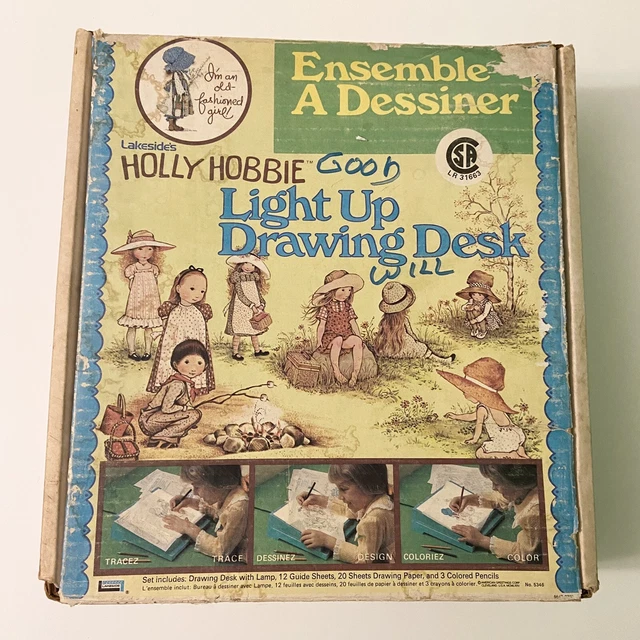 I'm an
old-
fashioned
girl
Ensemble
A Dessiner
Lakeside's
HOLLY HOBBIE™ GOOD
CSA
LR 31663
Light Up
Drawing Desk
WILL
TRACEZ TRACE
DESSINEZ DESIGN
COLORIEZ COLOR
Set includes: Drawing Desk with Lamp, 12 Guide Sheets, 20 Sheets Drawing Paper, and 3 Colored Pencils
L'ensemble inclut: Bureau à dessiner avec Lampe, 12 feuilles avec dessins, 20 feuilles de papier à dessiner et 3 crayons à colorier
No. 5346